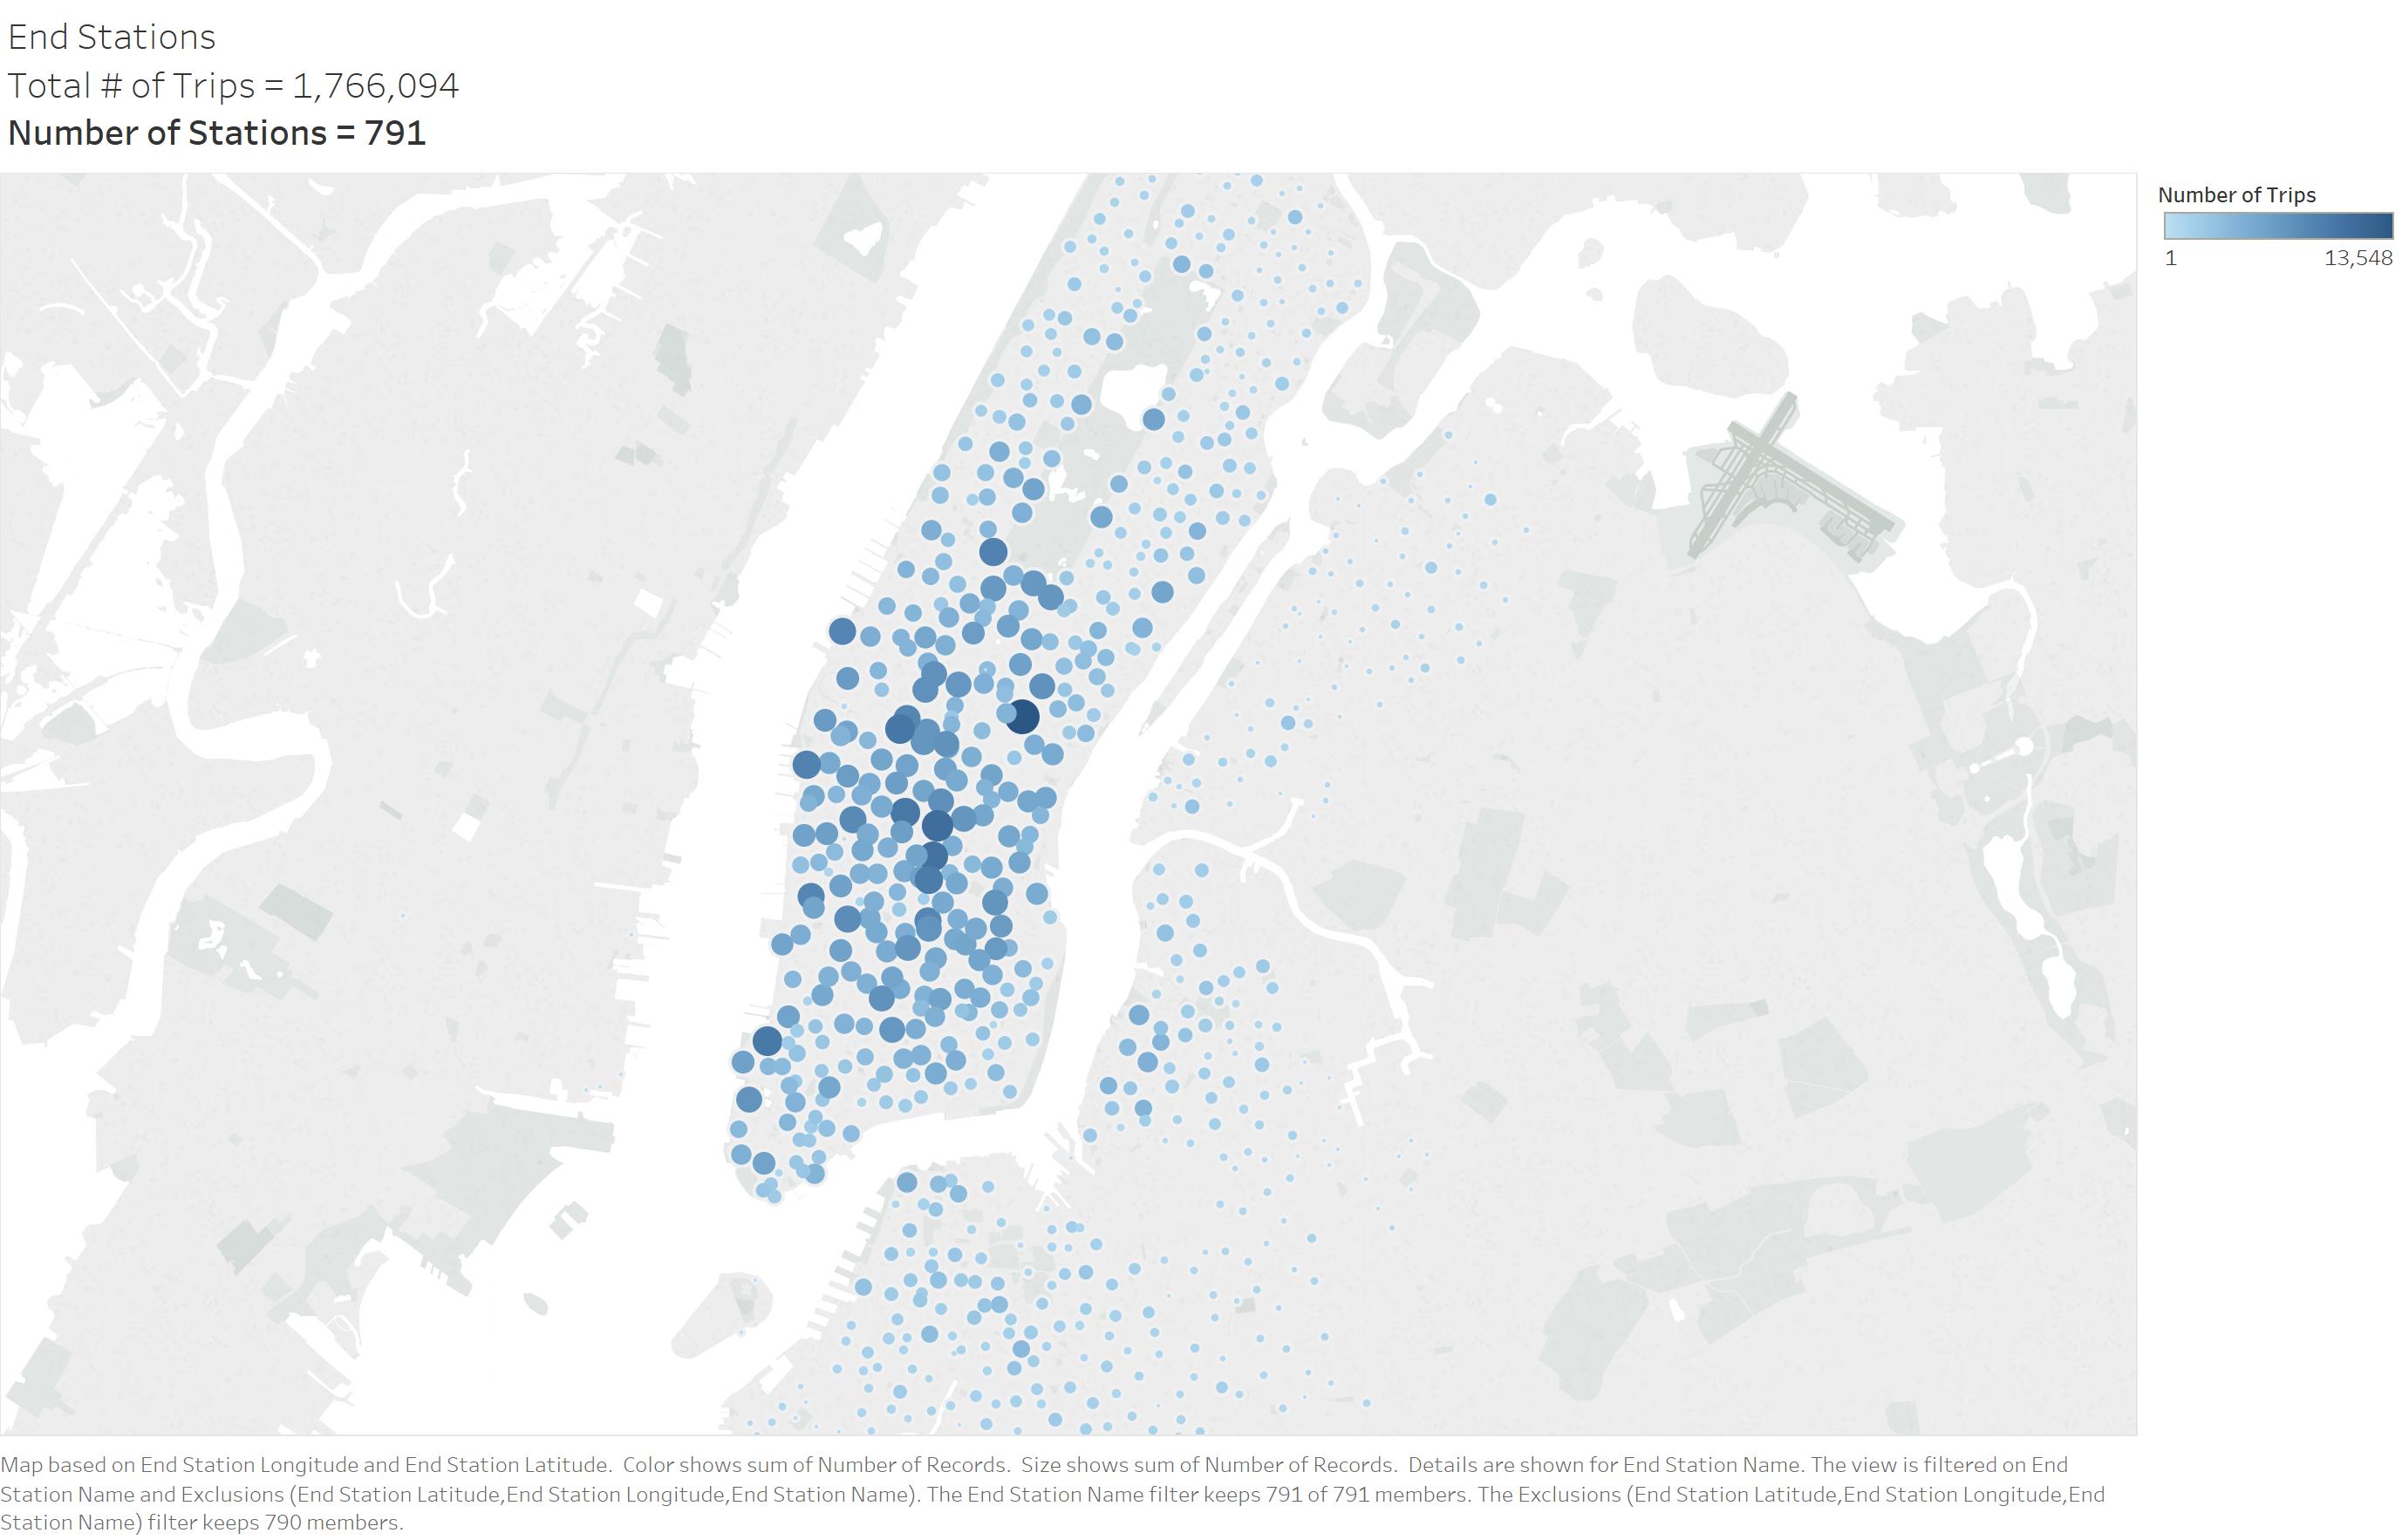 End Stations
Total # of Trips = 1,766,094
Number of Stations = 791
Number of Trips
1 13,548
Map based on End Station Longitude and End Station Latitude.  Color shows sum of Number of Records.  Size shows sum of Number of Records.  Details are shown for End Station Name. The view is filtered on End
Station Name and Exclusions (End Station Latitude,End Station Longitude,End Station Name). The End Station Name filter keeps 791 of 791 members. The Exclusions (End Station Latitude,End Station Longitude,End
Station Name) filter keeps 790 members.